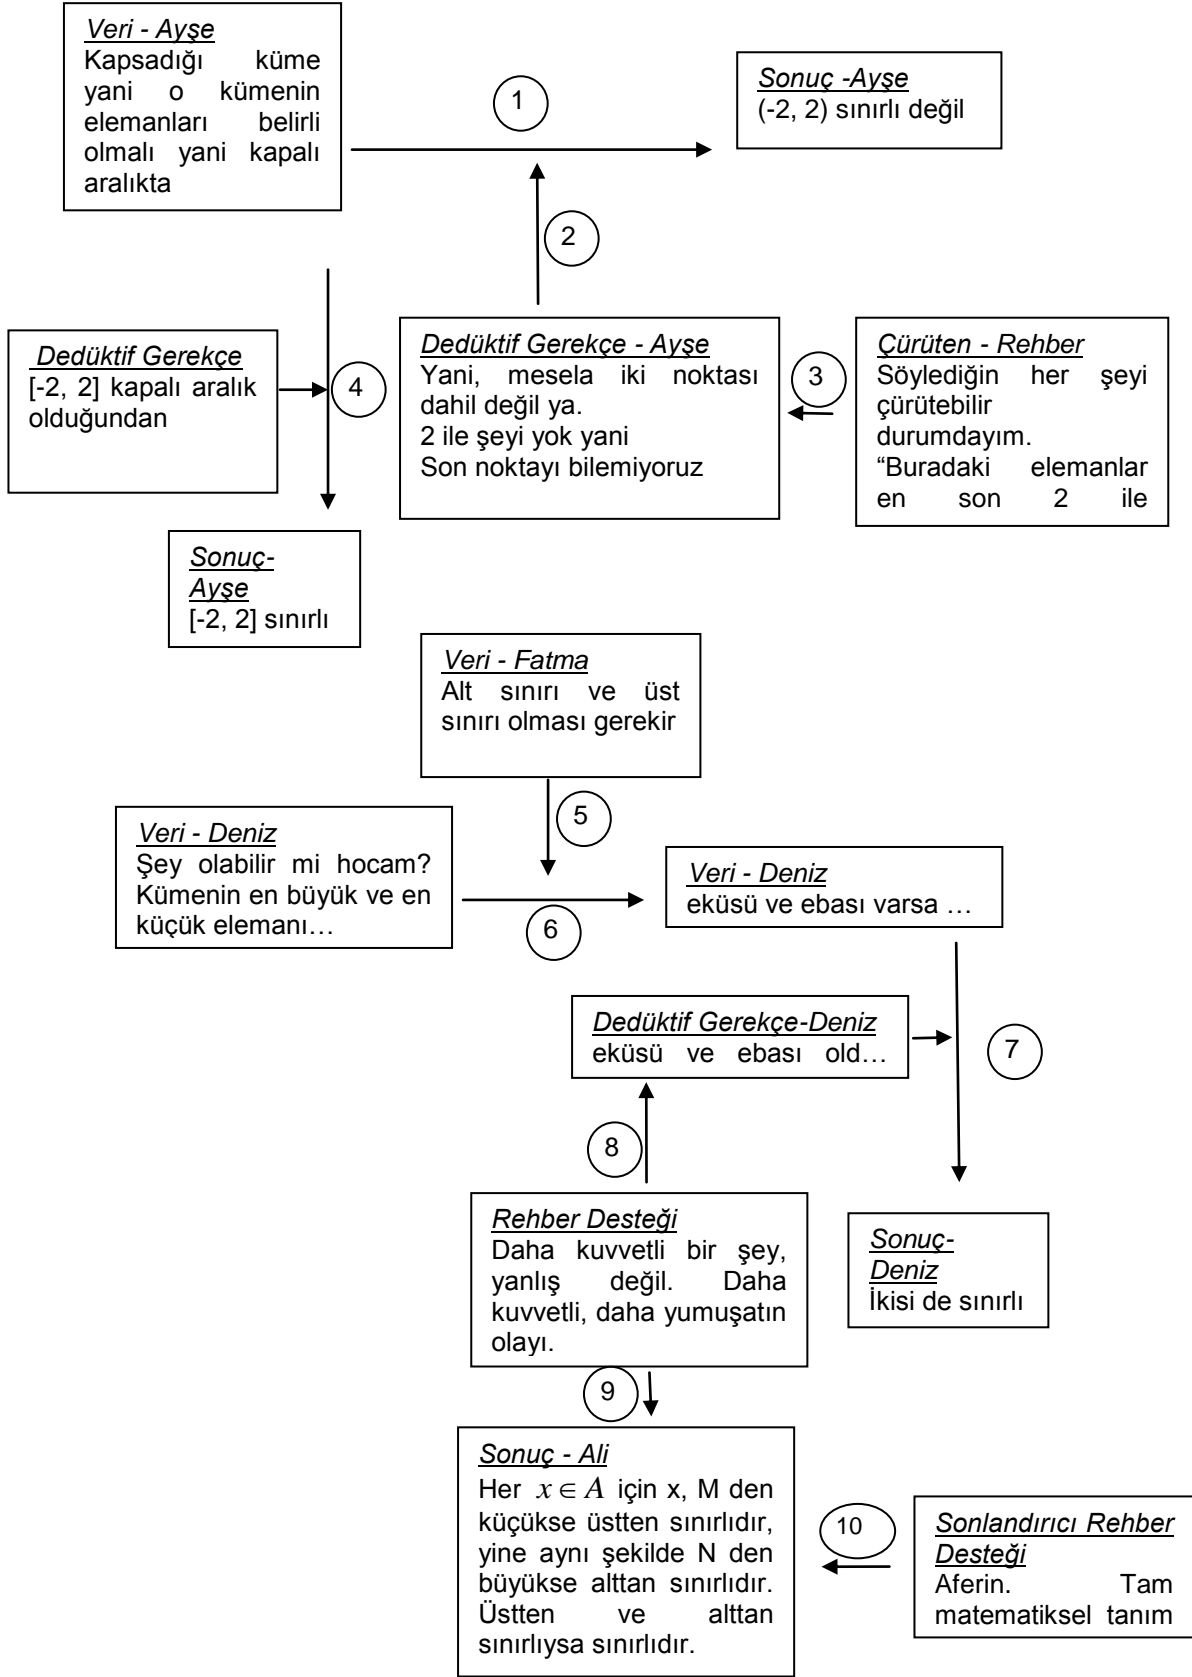 Veri - Ayşe
Kapsadığı küme
yani o kümenin
elemanları belirli
olmalı yani kapalı
aralıkta
1
Sonuç -Ayşe
(-2, 2) sınırlı değil
2
Dedüktif Gerekçe
[-2, 2] kapalı aralık
olduğundan
4
Dedüktif Gerekçe - Ayşe
Yani, mesela iki noktası
dahil değil ya.
2 ile şeyi yok yani
Son noktayı bilemiyoruz
3
Çürüten - Rehber
Söylediğin her şeyi
çürütebilir
durumdayım.
“Buradaki elemanlar
en son 2 ile
Sonuç-
Ayşe
[-2, 2] sınırlı
Veri - Fatma
Alt sınırı ve üst
sınırı olması gerekir
5
Veri - Deniz
Şey olabilir mi hocam?
Kümenin en büyük ve en
küçük elemanı…
6
Veri - Deniz
eküsü ve ebası varsa …
Dedüktif Gerekçe-Deniz
eküsü ve ebası old…
7
8
Rehber Desteği
Daha kuvvetli bir şey,
yanlış değil. Daha
kuvvetli, daha yumuşatın
olayı.
Sonuç-
Deniz
İkisi de sınırlı
9
Sonuç - Ali
Her x ∈ A için x, M den
küçükse üstten sınırlıdır,
yine aynı şekilde N den
büyükse alttan sınırlıdır.
Üstten ve alttan
sınırlıysa sınırlıdır.
10
Sonlandırıcı Rehber
Desteği
Aferin. Tam
matematiksel tanım